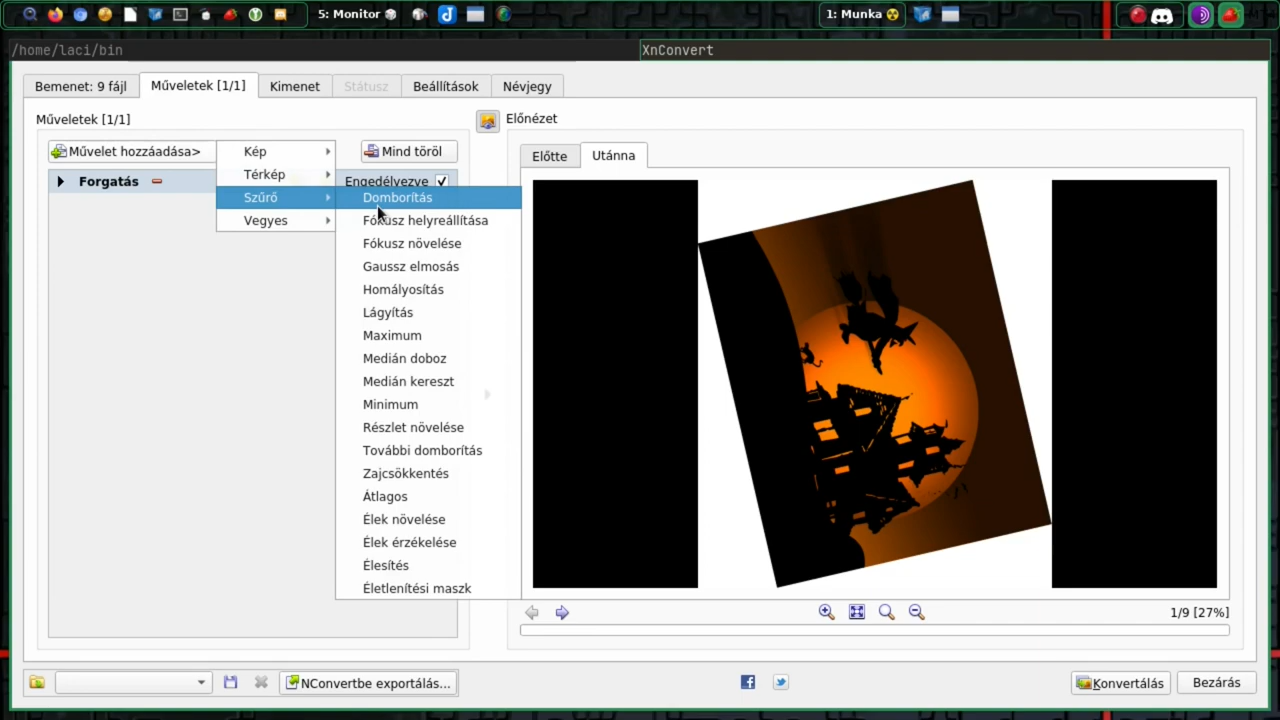 5: Monitor
1: Munka
/home/laci/bin
XnConvert
Bemenet: 9 fájl
Műveletek [1/1]
Kimenet
Státusz
Beállítások
Névjegy
Műveletek [1/1]
Előnézet
Művelet hozzáadása>
Mind töröl
Forgatás
Engedélyezve
Kép
Térkép
Szűrő
Vegyes
Domborítás
Fókusz helyreállítása
Fókusz növelése
Gaussz elmosás
Homályosítás
Lágyítás
Maximum
Medián doboz
Medián kereszt
Minimum
Részlet növelése
További domborítás
Zajcsökkentés
Átlagos
Élek növelése
Élek érzékelése
Élesítés
Életlenítési maszk
Előtte
Utánna
1/9 [27%]
NConvertbe exportálás...
Konvertálás
Bezárás